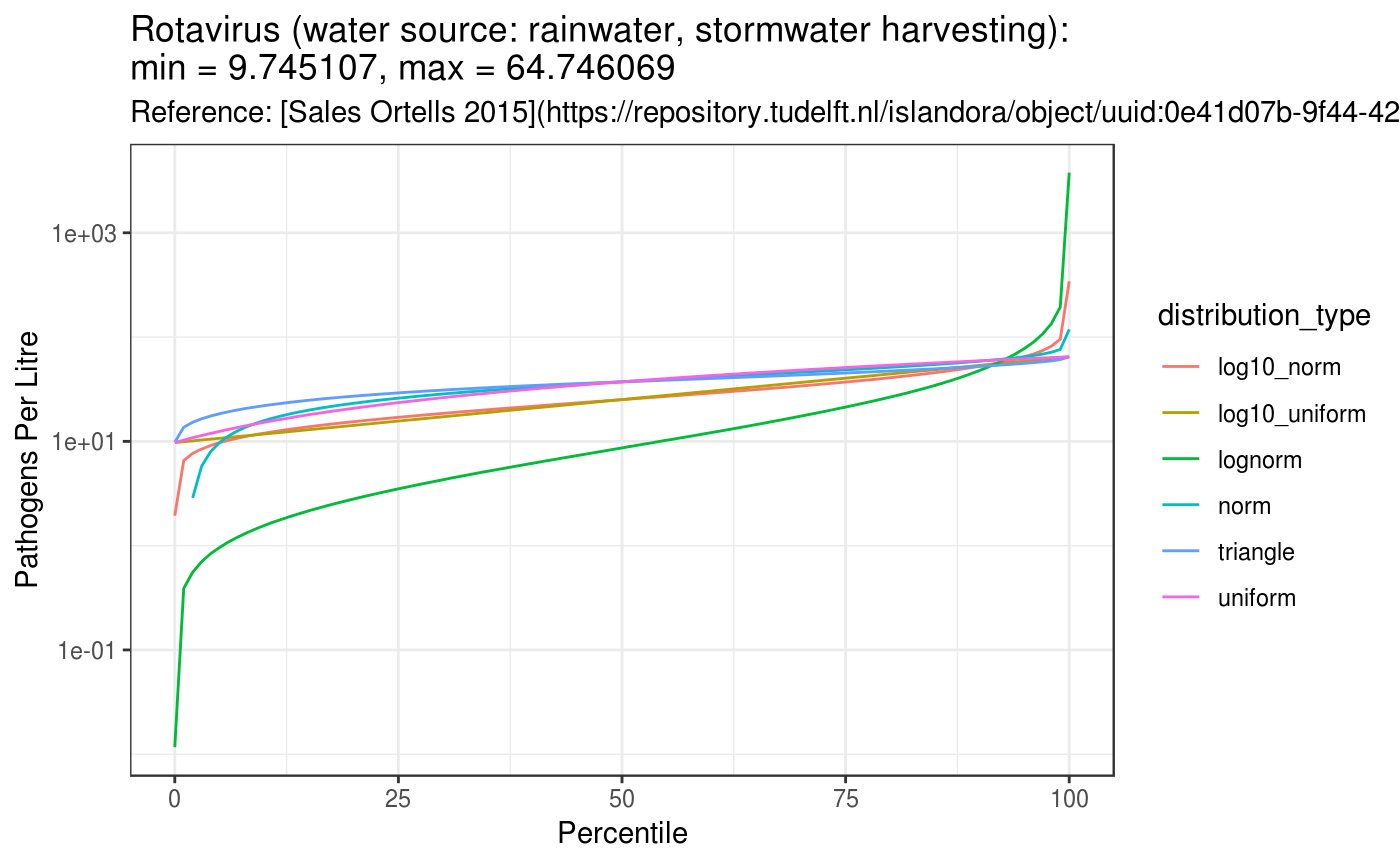 Rotavirus (water source: rainwater, stormwater harvesting):
min = 9.745107, max = 64.746069
Reference: [Sales Ortells 2015](https://repository.tudelft.nl/islandora/object/uuid:0e41d07b-9f44-42
Pathogens Per Litre
1e+03
1e+01
1e-01
0 25 50 75 100
Percentile
distribution_type
log10_norm
log10_uniform
lognorm
norm
triangle
uniform